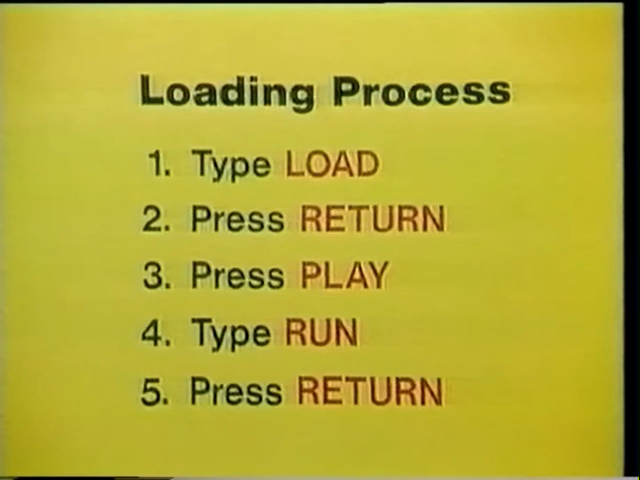 Loading Process
1. Type LOAD
2. Press RETURN
3. Press PLAY
4. Type RUN
5. Press RETURN